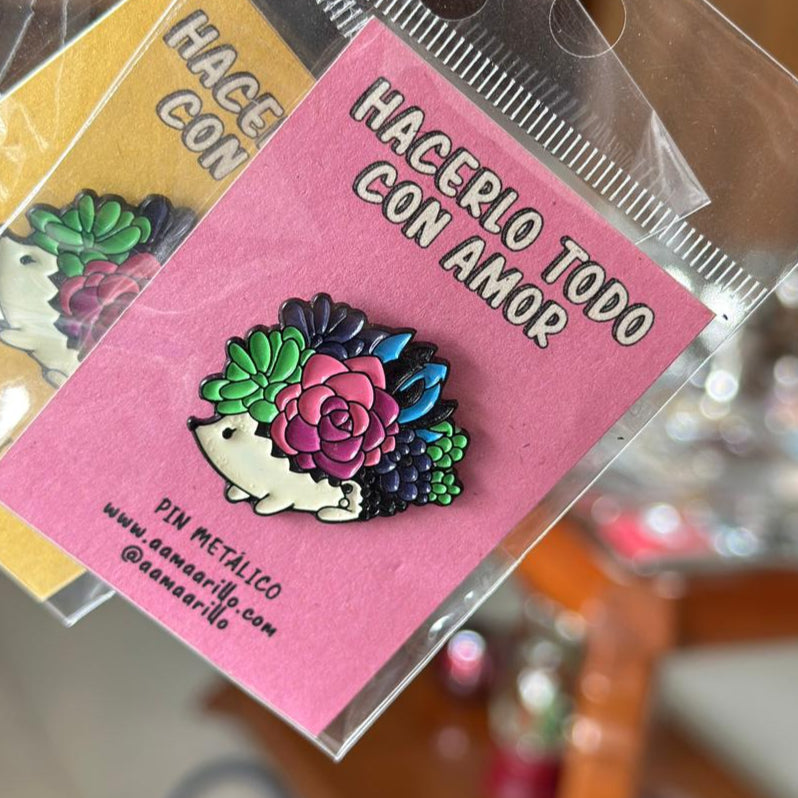 HACERLO TODO
CON AMOR
PIN METÁLICO
www.aamaarillo.com
@aamaarillo
HACE
CON